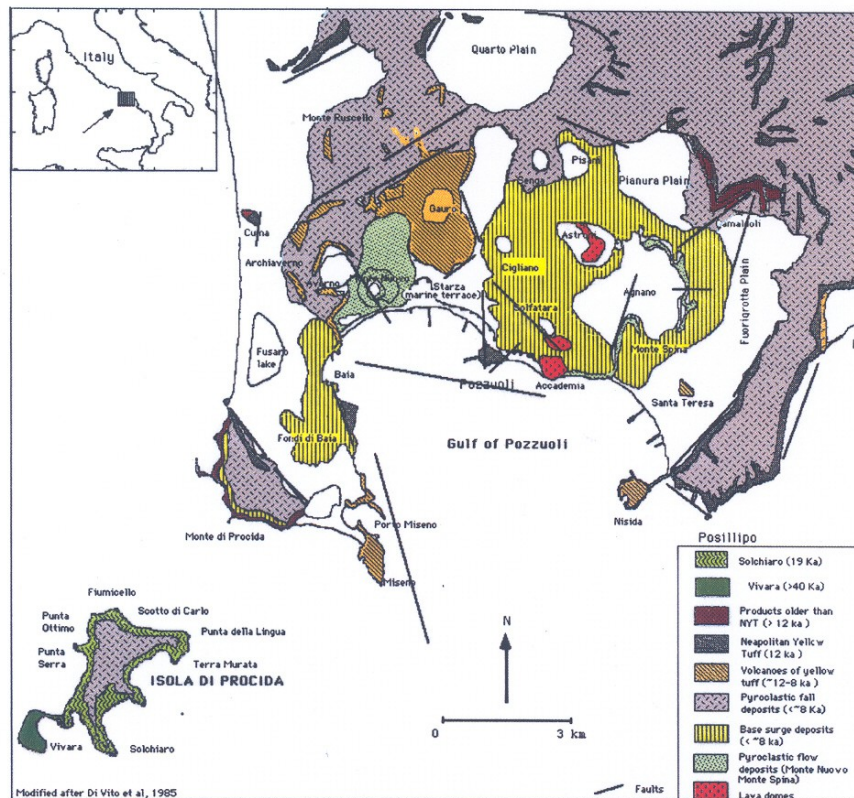 Italy
Quarto Plain
Monte Ruscello
Pisani
Senga
Pianura Plain
Gauro
Camaldoli
Cuma
Astroni
Archiaverno
Cigliano
Averno
Starza
(marine terrace)
Agnano
Fuorigrotta Plain
Solfatara
Fusaro
lake
Monte Spina
Baia
Pozzuoli
Accademia
Santa Teresa
Fondi di Baia
Gulf of Pozzuoli
Porto Miseno
Nisida
Monte di Procida
Miseno
Posillipo
Solchiaro (19 Ka)
Vivara (>40 Ka)
Products older than
NYT (> 12 ka)
Neapolitan Yellow
Tuff (12 ka)
Volcanoes of yellow
tuff (~12-8 ka)
Pyroclastic fall
deposits (<~8 Ka)
Base surge deposits
(< ~8 ka)
Pyroclastic flow
deposits (Monte Nuovo
Monte Spina)
Lava domes
Fiumicello
Scotto di Carlo
Punta
Ottimo
Punta della Lingua
Punta
Serra
Terra Murata
ISOLA DI PROCIDA
Vivara
Solchiaro
N
0 3 km
Faults
Modified after Di Vito et al, 1985